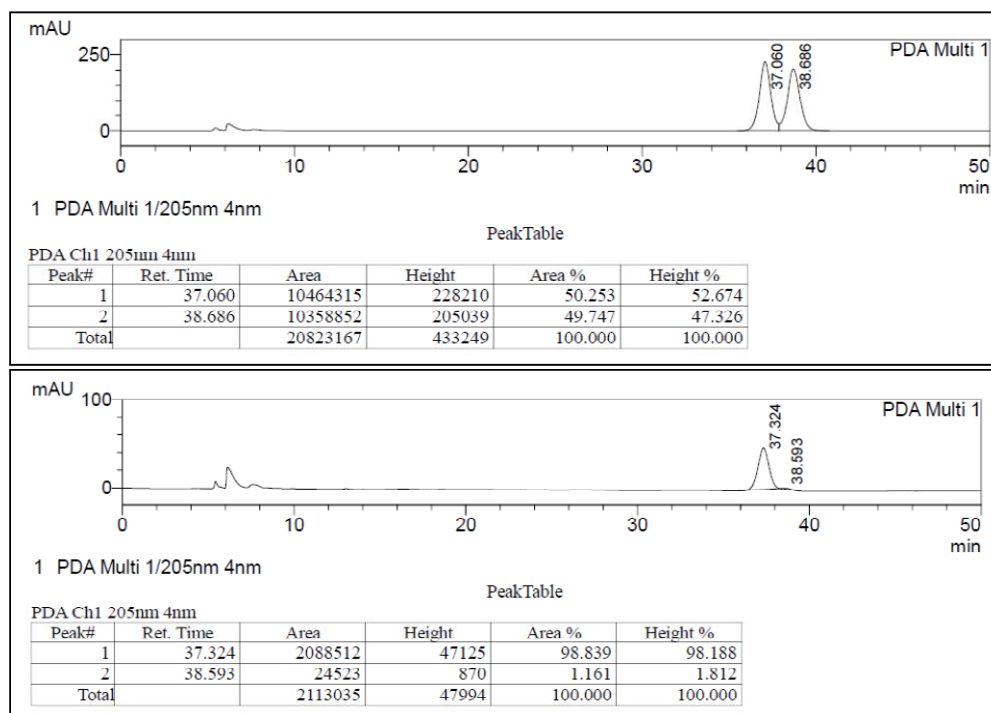 mAU
250
PDA Multi 1
37.060
38.686
0
0 10 20 30 40 50
min
1 PDA Multi 1/205nm 4nm
PeakTable
PDA Ch1 205nm 4nm
Peak# Ret. Time Area Height Area % Height %
1 37.060 10464315 228210 50.253 52.674
2 38.686 10358852 205039 49.747 47.326
Total 20823167 433249 100.000 100.000
mAU
100
PDA Multi 1
37.324
38.593
0
0 10 20 30 40 50
min
1 PDA Multi 1/205nm 4nm
PeakTable
PDA Ch1 205nm 4nm
Peak# Ret. Time Area Height Area % Height %
1 37.324 2088512 47125 98.839 98.188
2 38.593 24523 870 1.161 1.812
Total 2113035 47994 100.000 100.000